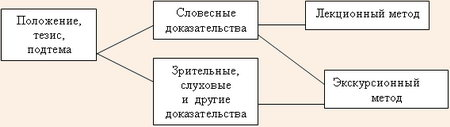 Положение,
тезис,
подтема
Словесные
доказательства
Зрительные,
слуховые
и другие
доказательства
Лекционный метод
Экскурсионный
метод